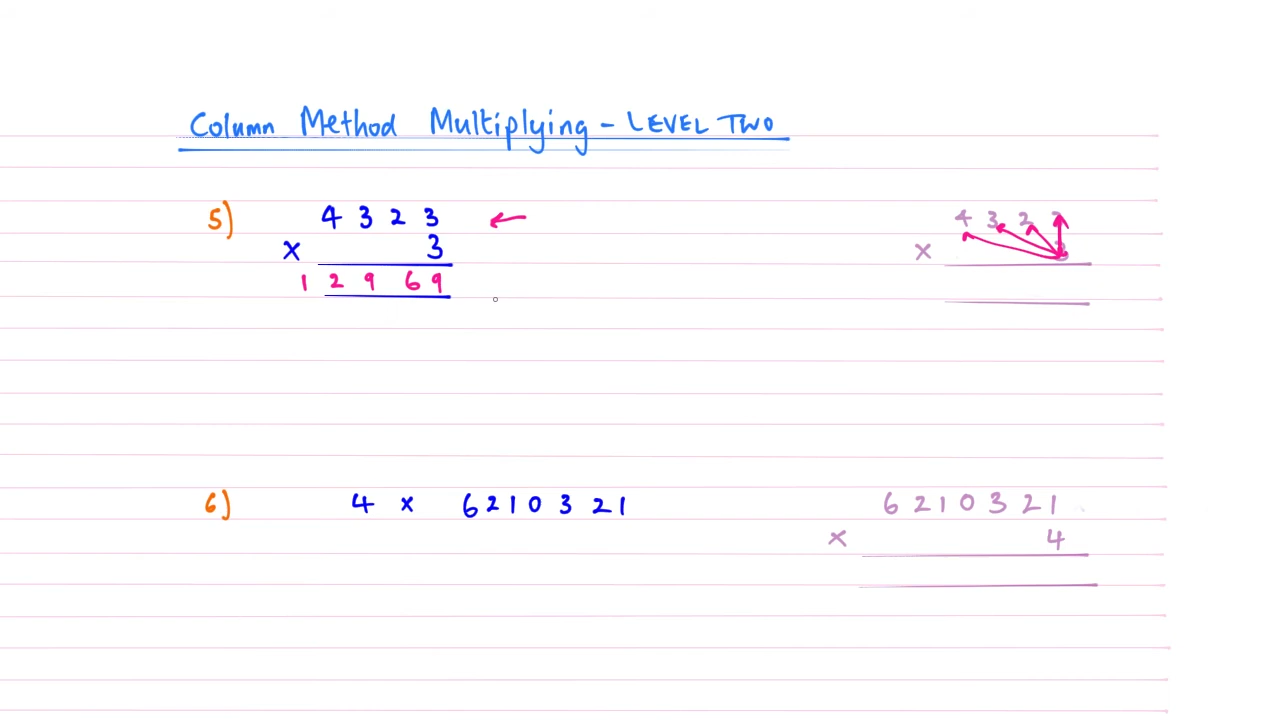 Column Method Multiplying - LEVEL TWO
5) 4 3 2 3 ← 4 3 2 3
x 3 x 3
1 2 9 6 9
6) 4 x 6 2 1 0 3 2 1 6 2 1 0 3 2 1
x 4